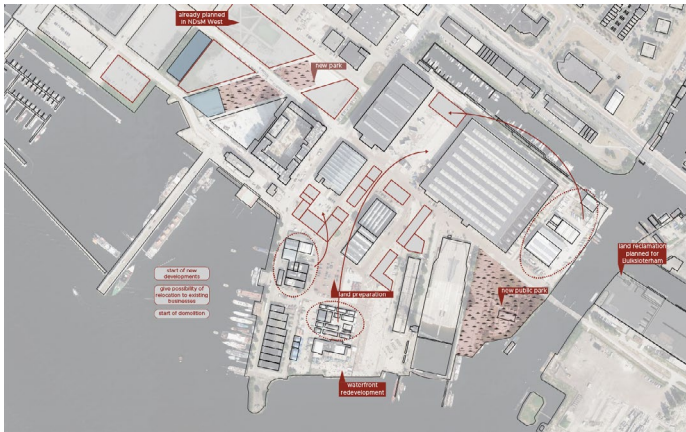 already planned
in NDSM West
new park
land reclamation
planned for
Buiksloterham
start of new
developments
give possibility of
relocation to existing
businesses
start of demolition
land preparation
new public park
waterfront
redevelopment